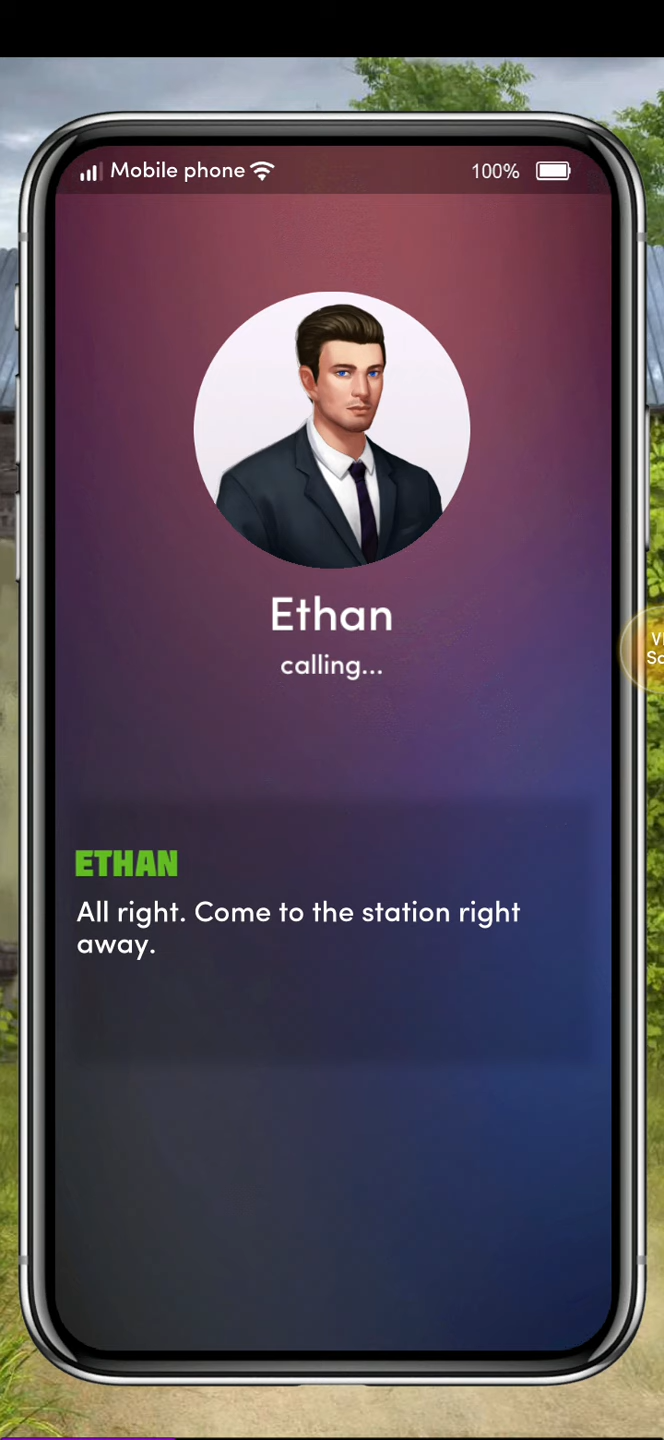 Mobile phone
100%
Ethan
calling...
ETHAN
All right. Come to the station right
away.